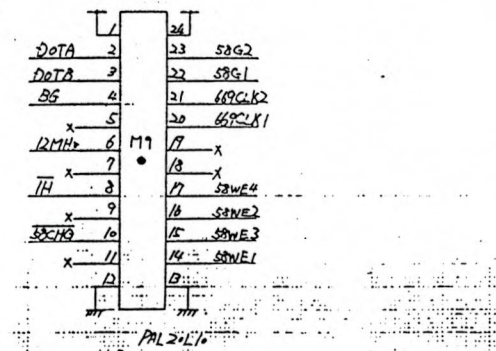 1 24
DOTA 2 23 58G2
DOTB 3 22 58G1
BG 4 21 669CLK2
x 5 20 669CLK1
12MHz 6 M9 19 x
x 7 18 x
1H 8 17 58WE4
x 9 16 58WE2
58CHG 10 15 58WE3
x 11 14 58WE1
12 13
PAL20L10